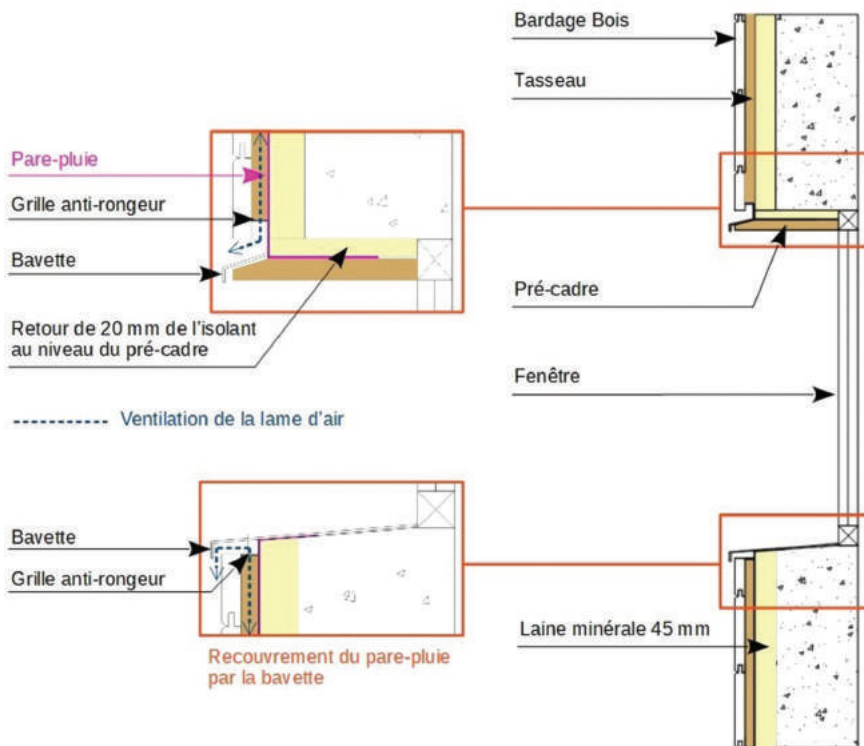 Bardage Bois
Tasseau
Pare-pluie
Grille anti-rongeur
Bavette
Retour de 20 mm de l'isolant
au niveau du pré-cadre
Pré-cadre
Fenêtre
Ventilation de la lame d'air
Bavette
Grille anti-rongeur
Laine minérale 45 mm
Recouvrement du pare-pluie
par la bavette